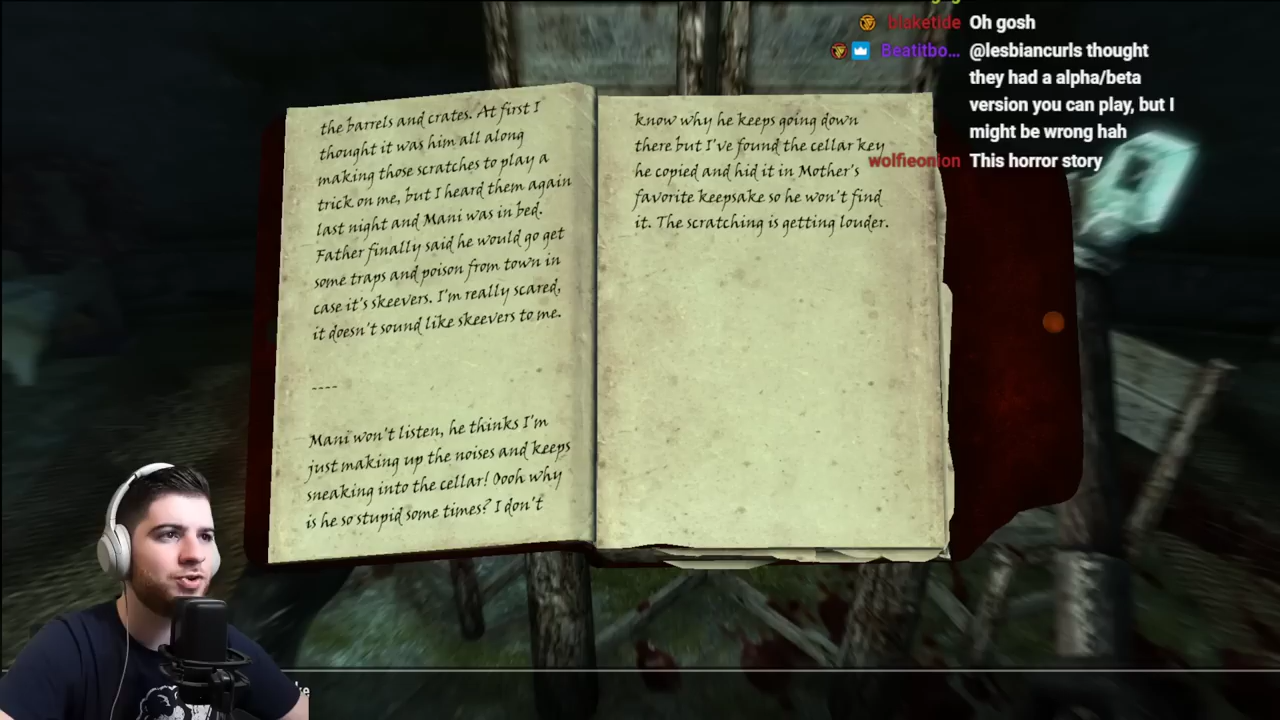 the barrels and crates. At first I
thought it was him all along
making those scratches to play a
trick on me, but I heard them again
last night and Mani was in bed.
Father finally said he would go get
some traps and poison from town in
case it's skeevers. I'm really scared,
it doesn't sound like skeevers to me.
----
Mani won't listen, he thinks I'm
just making up the noises and keeps
sneaking into the cellar! Oooh why
is he so stupid some times? I don't
know why he keeps going down
there but I've found the cellar key
he copied and hid it in Mother's
favorite keepsake so he won't find
it. The scratching is getting louder.
blaketide Oh gosh
Beatitbo... @lesbiancurls thought
they had a alpha/beta
version you can play, but I
might be wrong hah
wolfieonion This horror story